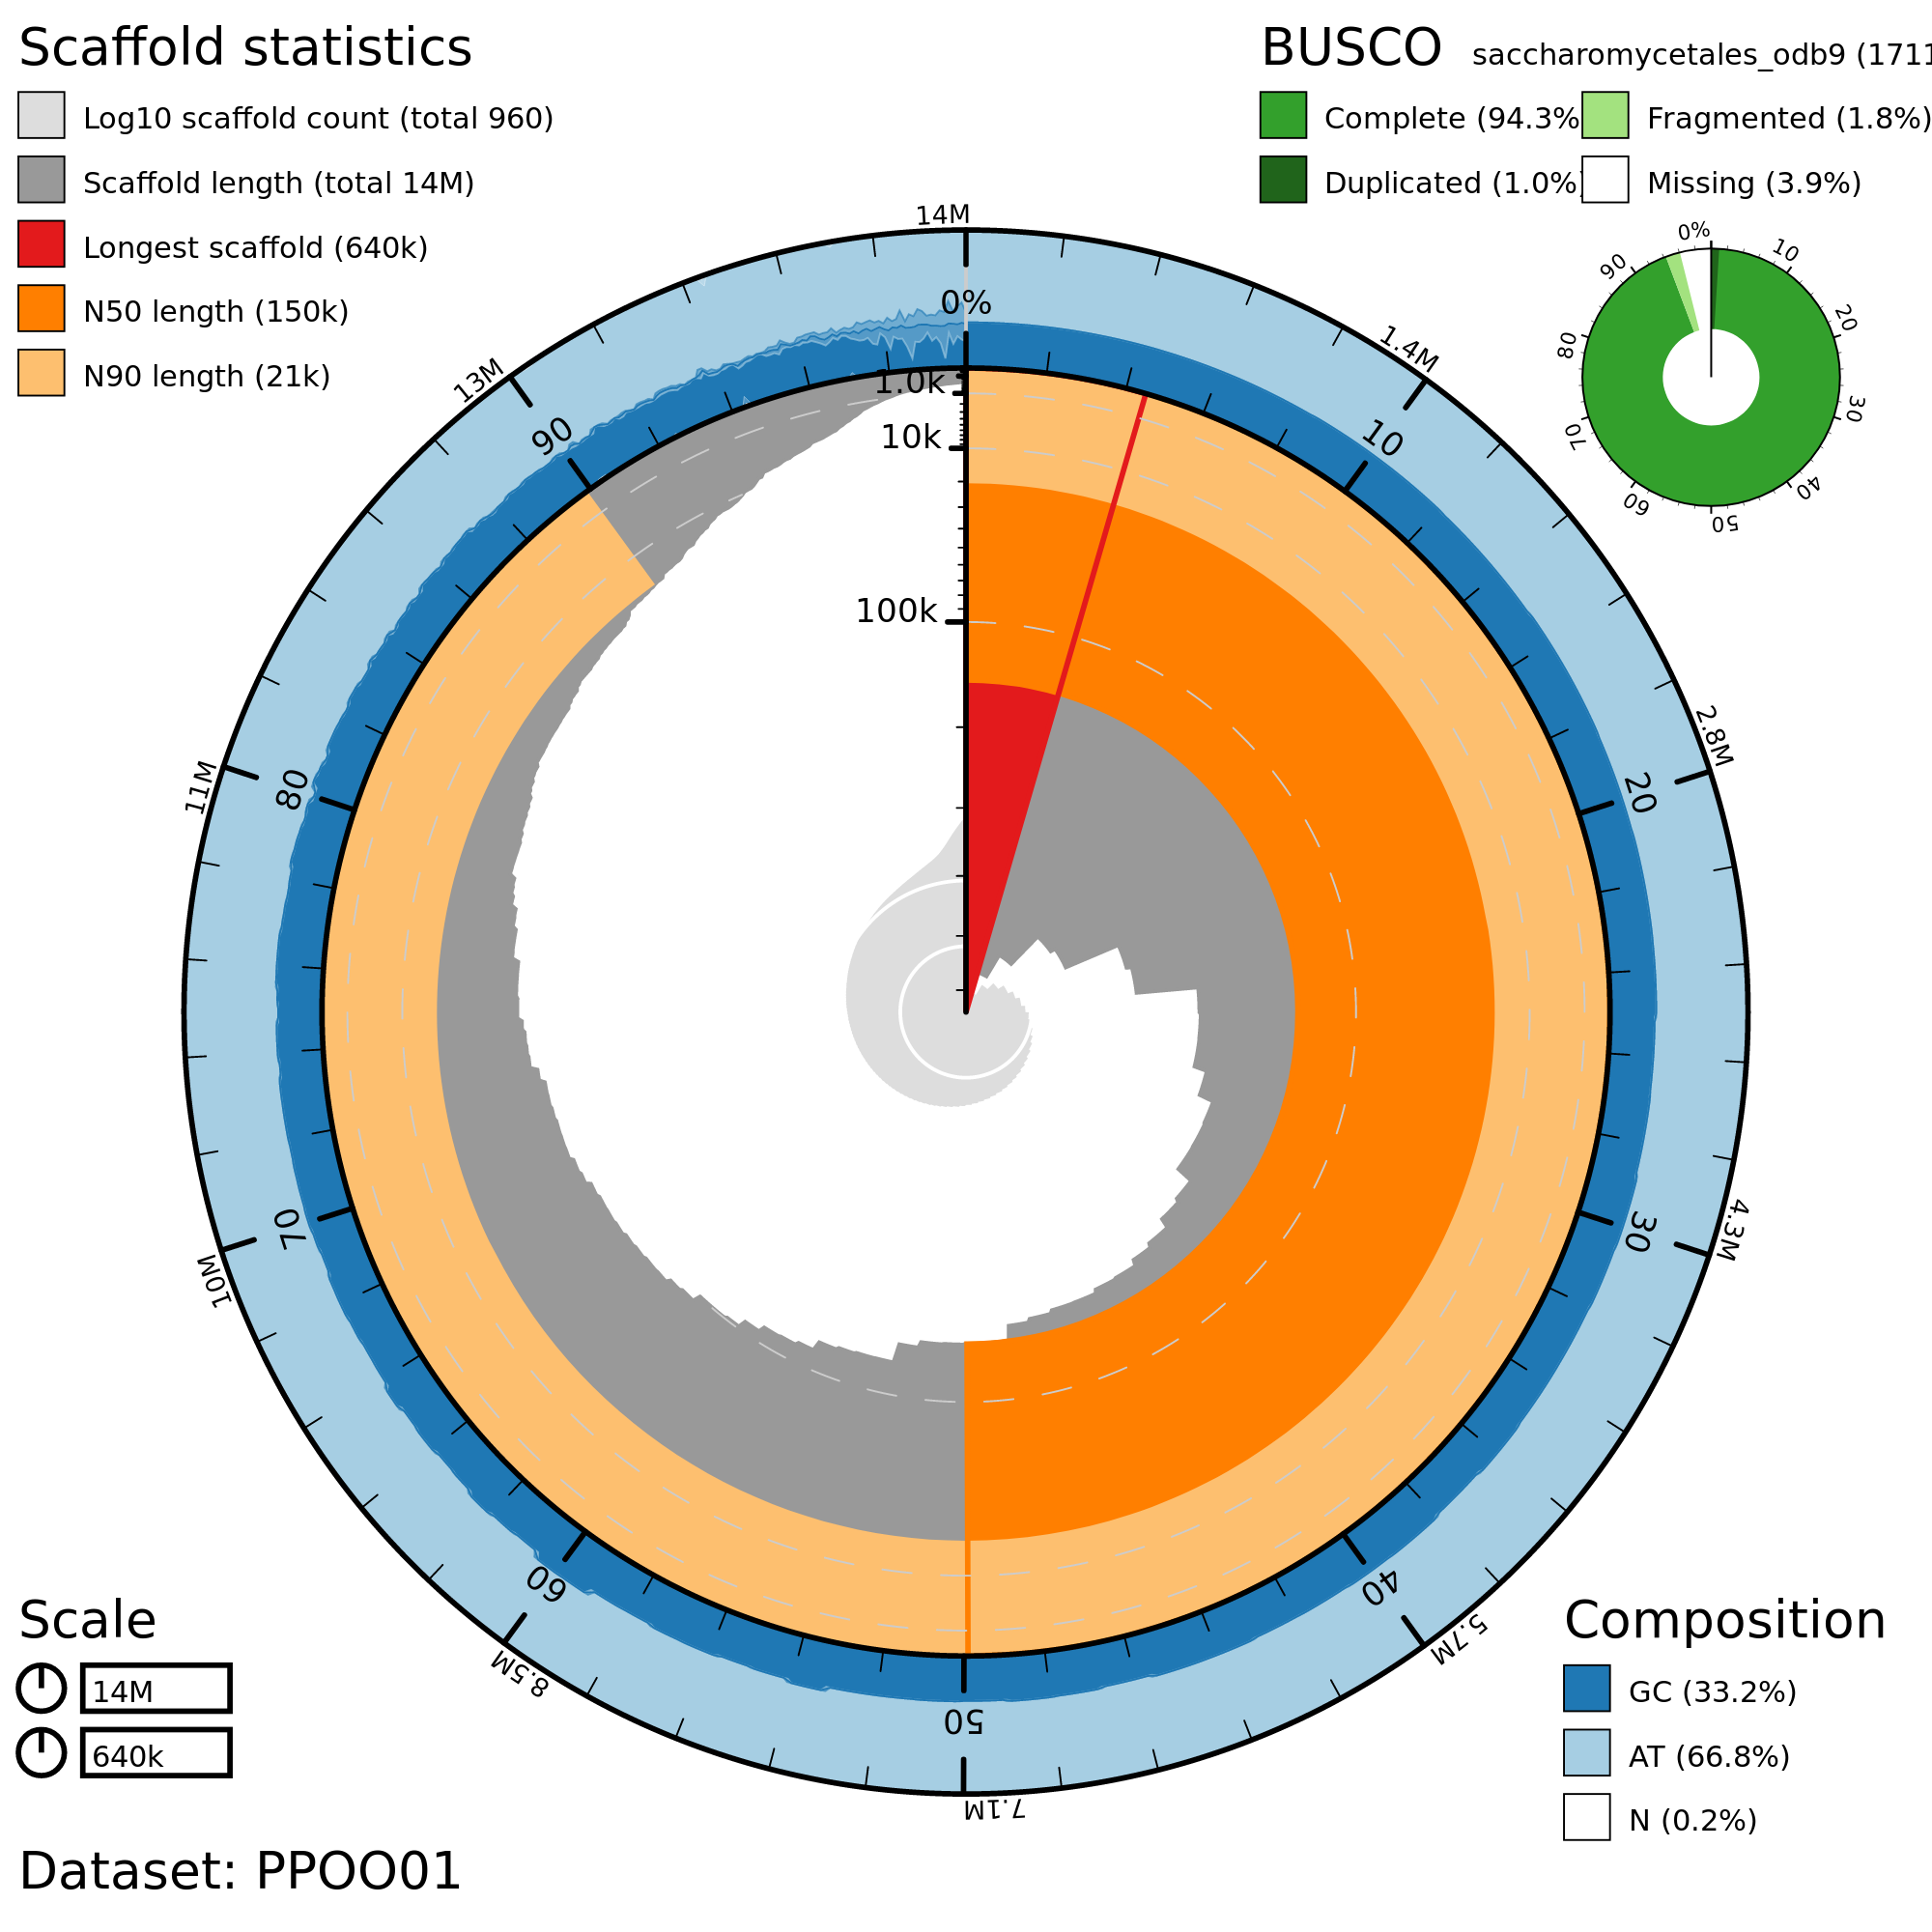 Scaffold statistics
Log10 scaffold count (total 960)
Scaffold length (total 14M)
Longest scaffold (640k)
N50 length (150k)
N90 length (21k)
BUSCO saccharomycetales_odb9 (1711
Complete (94.3%
Fragmented (1.8%)
Duplicated (1.0%)
Missing (3.9%)
0%
10
20
30
40
50
60
70
80
90
14M
1.4M
2.8M
4.3M
5.7M
7.1M
8.5M
10M
11M
13M
0%
10
20
30
40
50
60
70
80
90
1.0k
10k
100k
Scale
14M
640k
Composition
GC (33.2%)
AT (66.8%)
N (0.2%)
Dataset: PPOO01